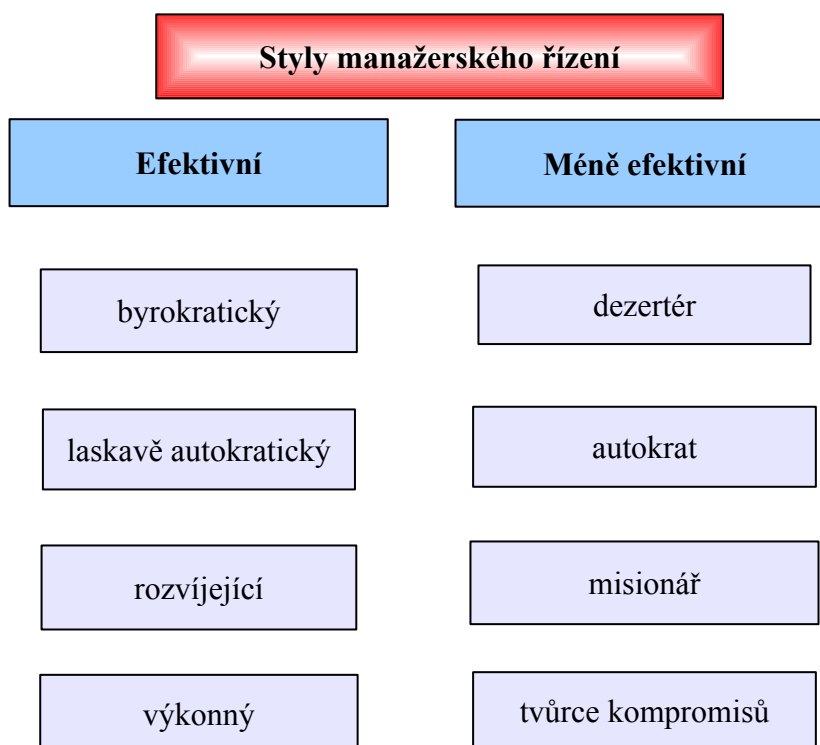 Styly manažerského řízení
Efektivní
Méně efektivní
byrokratický
dezertér
laskavě autokratický
autokrat
rozvíjející
misionář
výkonný
tvůrce kompromisů